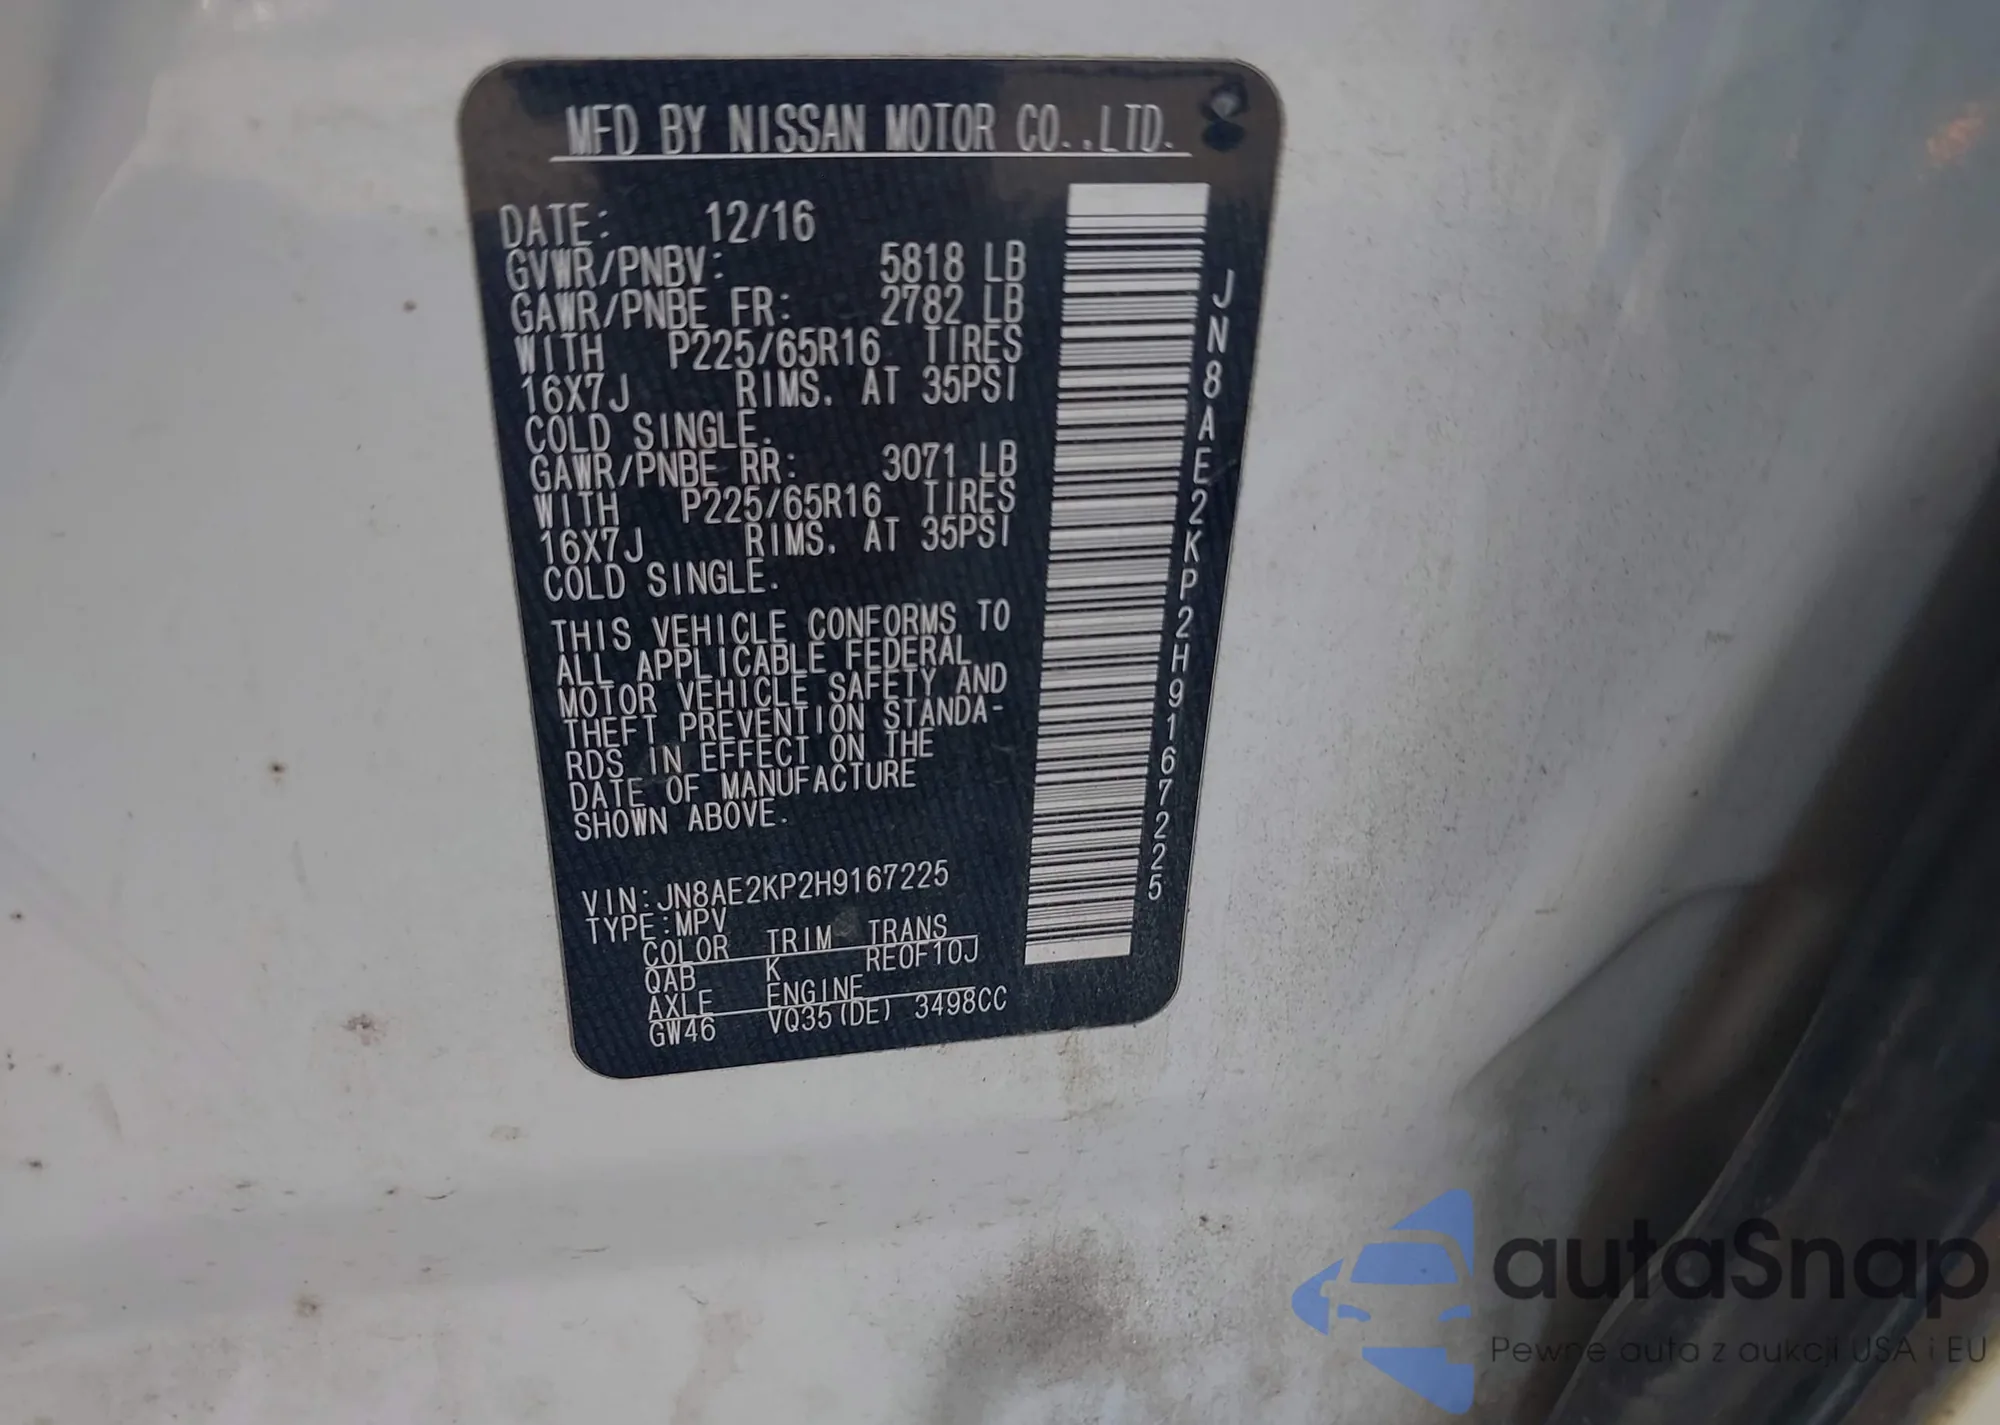 MFD BY NISSAN MOTOR CO.,LTD.
DATE: 12/16
GVWR/PNBV: 5818 LB
GAWR/PNBE FR: 2782 LB
WITH P225/65R16 TIRES
16X7J RIMS, AT 35PSI
COLD SINGLE.
GAWR/PNBE RR: 3071 LB
WITH P225/65R16 TIRES
16X7J RIMS, AT 35PSI
COLD SINGLE.
THIS VEHICLE CONFORMS TO
ALL APPLICABLE FEDERAL
MOTOR VEHICLE SAFETY AND
THEFT PREVENTION STANDA-
RDS IN EFFECT ON THE
DATE OF MANUFACTURE
SHOWN ABOVE.
VIN:JN8AE2KP2H9167225
TYPE:MPV
COLOR TRIM TRANS
QAB K RE0F10J
AXLE ENGINE
GW46 VQ35(DE) 3498CC
JN8AE2KP2H9167225
autaSnap
Pewne auta z aukcji USA i EU